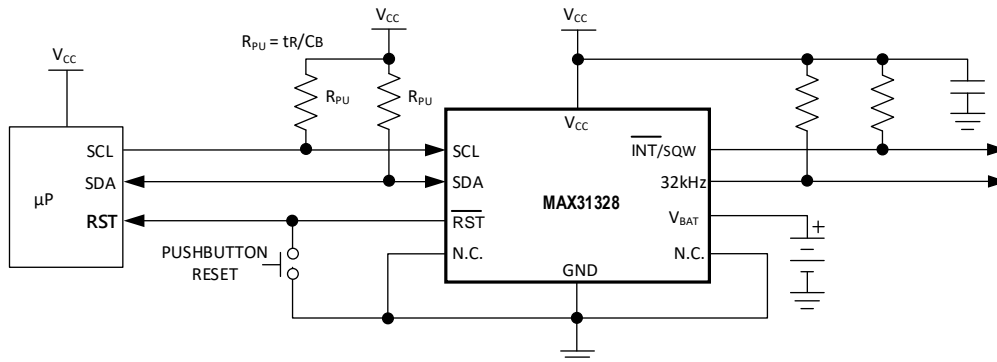 VCC
VCC
RPU = tR/CB
VCC
RPU
RPU
VCC
SCL
SCL
INT/SQW
SDA
SDA
32kHz
µP
MAX31328
RST
RST
VBAT
+
PUSHBUTTON
RESET
N.C.
N.C.
GND